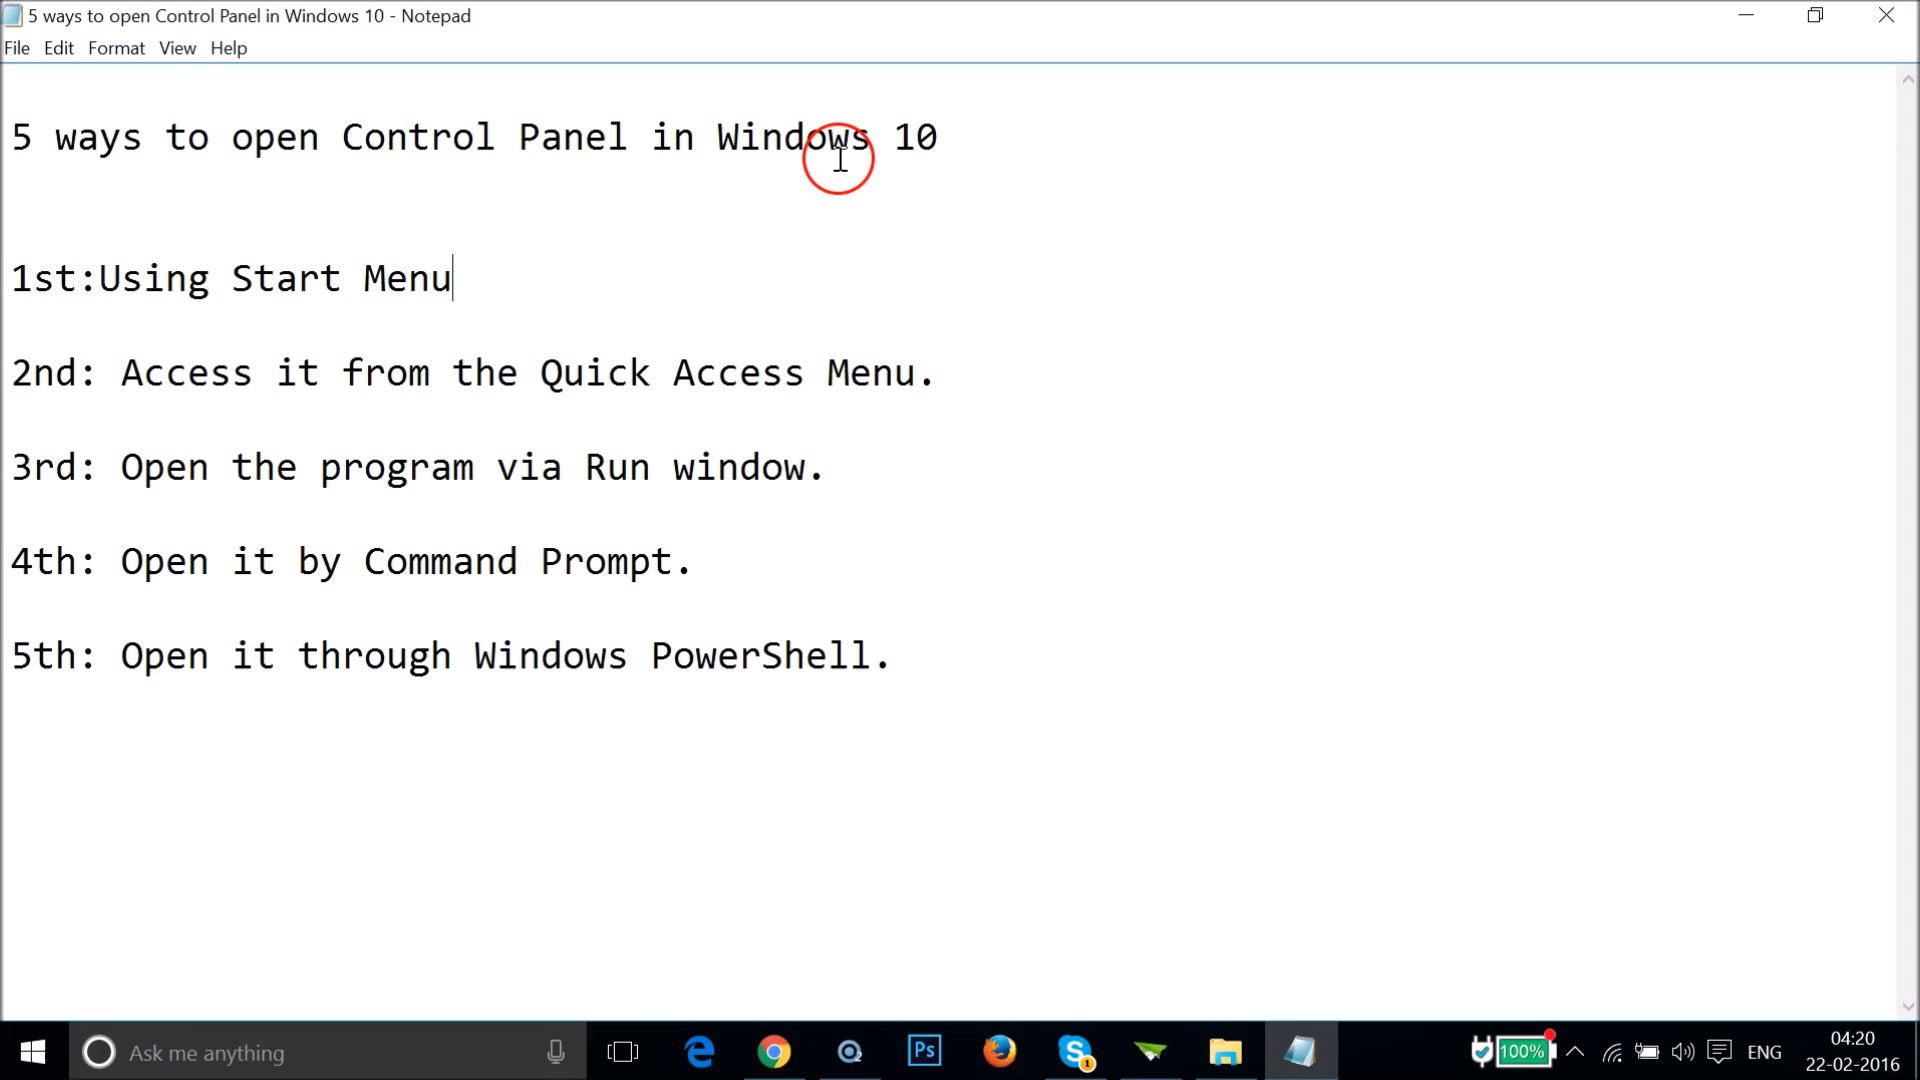 5 ways to open Control Panel in Windows 10 - Notepad
File Edit Format View Help
5 ways to open Control Panel in Windows 10
1st:Using Start Menu
2nd: Access it from the Quick Access Menu.
3rd: Open the program via Run window.
4th: Open it by Command Prompt.
5th: Open it through Windows PowerShell.
Ask me anything
Ps
S
1
100%
ENG
04:20
22-02-2016